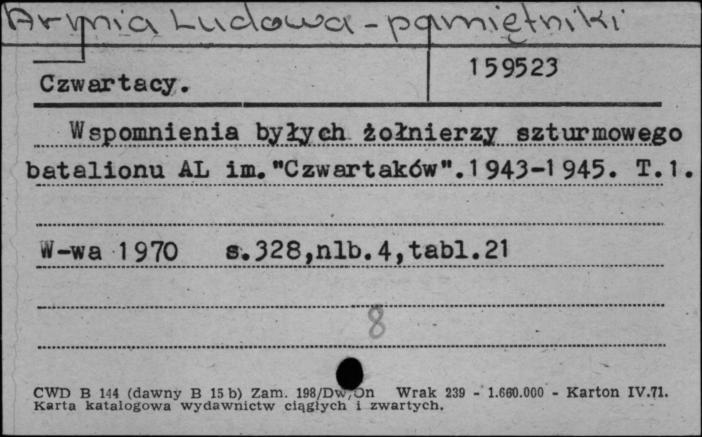 Armia Ludowa - pamiętniki
159523
Czwartacy.
Wspomnienia byłych żołnierzy szturmowego
batalionu AL im."Czwartaków".1943-1945. T.1.
W-wa 1970 s.328,nlb.4,tabl.21
8
CWD B 144 (dawny B 15 b) Zam. 198/Dw/On Wrak 239 - 1.660.000 - Karton IV.71.
Karta katalogowa wydawnictw ciągłych i zwartych.